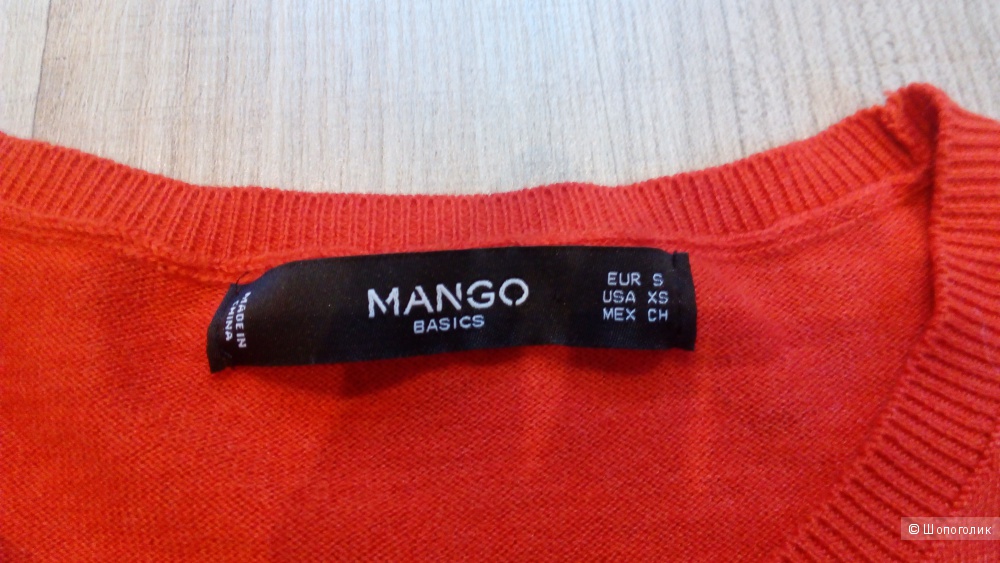 MADE IN
CHINA
MANGO
BASICS
EUR S
USA XS
MEX CH
© Шопоголик